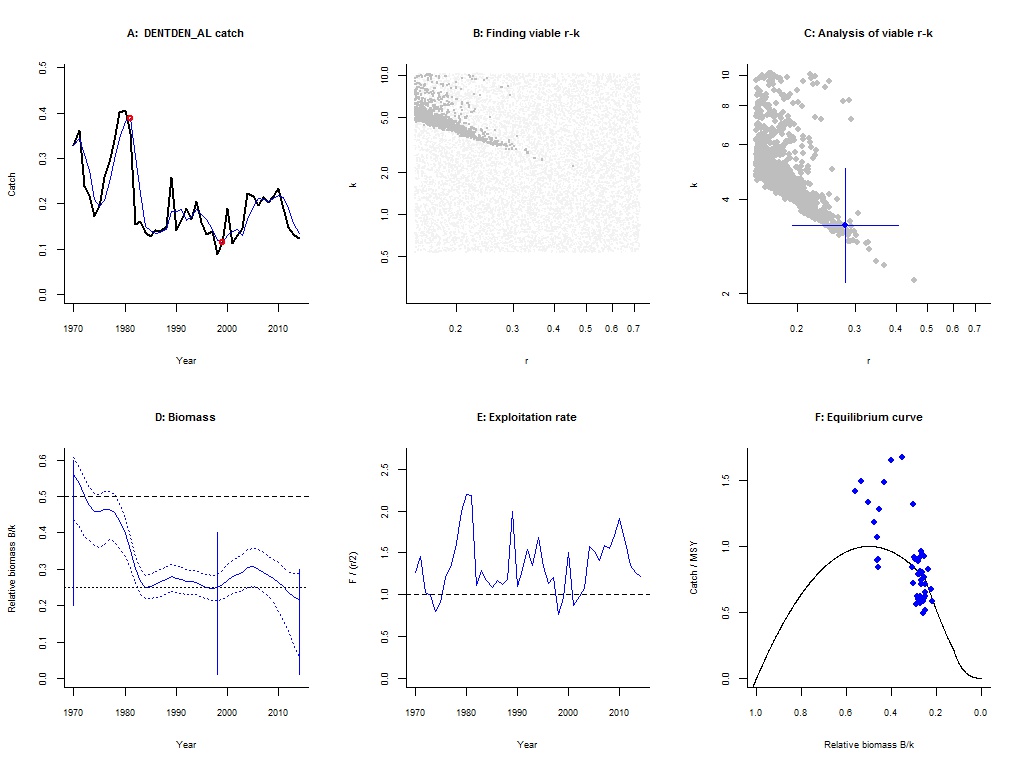 A: DENTDEN_AL catch
B: Finding viable r-k
C: Analysis of viable r-k
Catch
0.0 0.1 0.2 0.3 0.4 0.5
1970 1980 1990 2000 2010
Year
k
0.5 1.0 2.0 5.0 10.0
0.2 0.3 0.4 0.5 0.6 0.7
r
k
2 4 6 8 10
0.2 0.3 0.4 0.5 0.6 0.7
r
D: Biomass
E: Exploitation rate
F: Equilibrium curve
Relative biomass B/k
0.0 0.1 0.2 0.3 0.4 0.5 0.6
1970 1980 1990 2000 2010
Year
F / (r/2)
0.0 0.5 1.0 1.5 2.0 2.5
1970 1980 1990 2000 2010
Year
Catch / MSY
0.0 0.5 1.0 1.5
1.0 0.8 0.6 0.4 0.2 0.0
Relative biomass B/k